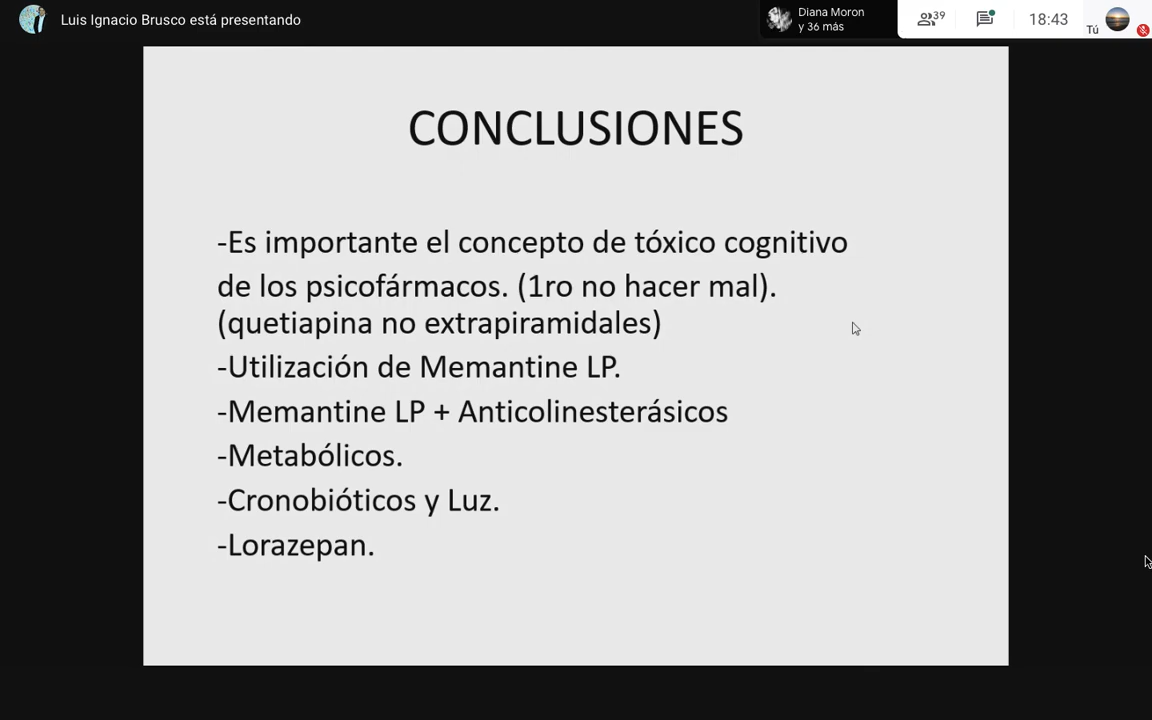 Luis Ignacio Brusco está presentando
Diana Moron
y 36 más
39
18:43
Tú
CONCLUSIONES
-Es importante el concepto de tóxico cognitivo
de los psicofármacos. (1ro no hacer mal).
(quetiapina no extrapiramidales)
-Utilización de Memantine LP.
-Memantine LP + Anticolinesterásicos
-Metabólicos.
-Cronobióticos y Luz.
-Lorazepan.